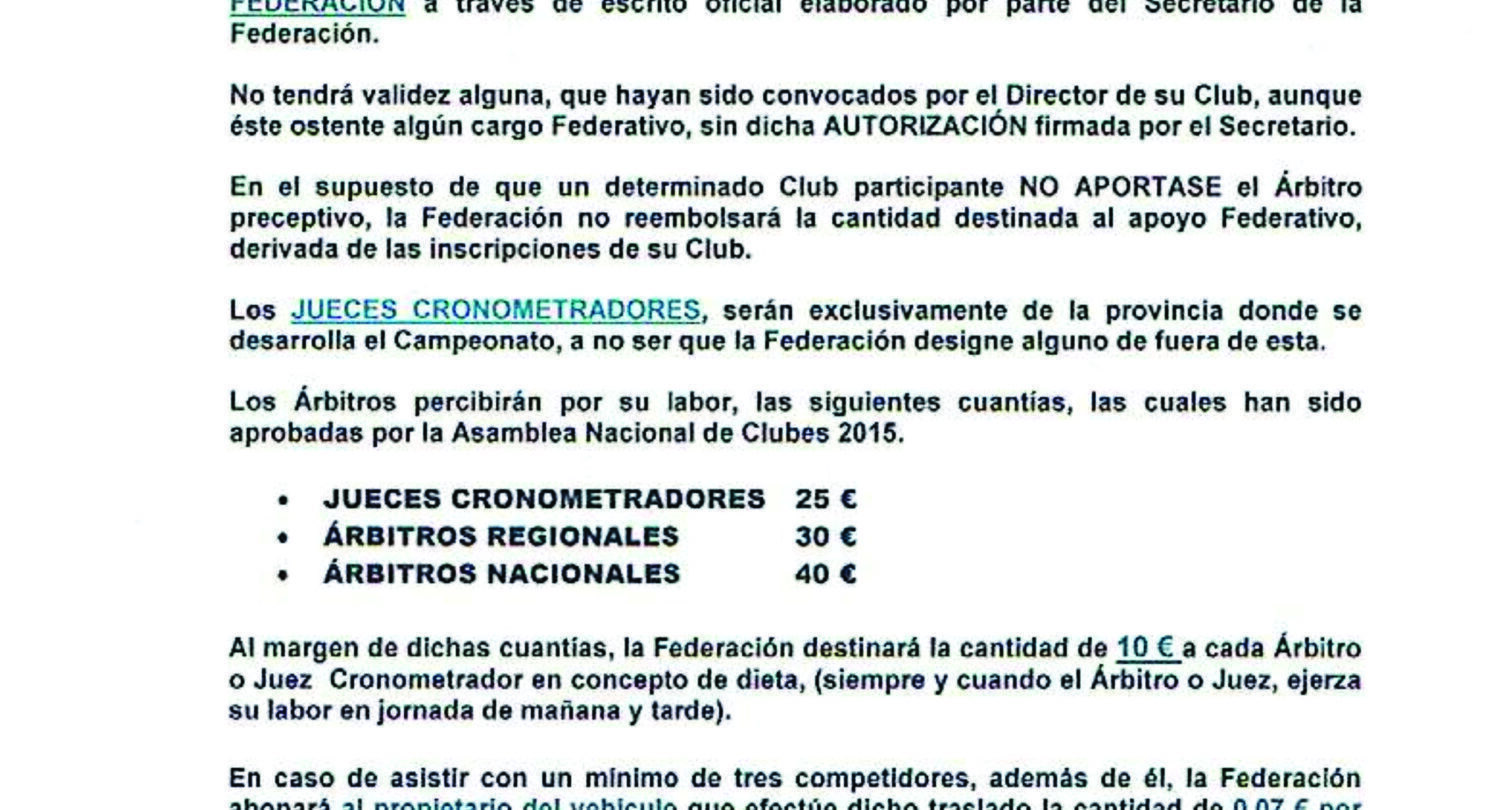 FEDERACIÓN a través de escrito oficial elaborado por parte del Secretario de la
Federación.
No tendrá validez alguna, que hayan sido convocados por el Director de su Club, aunque
éste ostente algún cargo Federativo, sin dicha AUTORIZACIÓN firmada por el Secretario.
En el supuesto de que un determinado Club participante NO APORTASE el Árbitro
preceptivo, la Federación no reembolsará la cantidad destinada al apoyo Federativo,
derivada de las inscripciones de su Club.
Los JUECES CRONOMETRADORES, serán exclusivamente de la provincia donde se
desarrolla el Campeonato, a no ser que la Federación designe alguno de fuera de esta.
Los Árbitros percibirán por su labor, las siguientes cuantías, las cuales han sido
aprobadas por la Asamblea Nacional de Clubes 2015.
• JUECES CRONOMETRADORES 25 €
• ÁRBITROS REGIONALES 30 €
• ÁRBITROS NACIONALES 40 €
Al margen de dichas cuantías, la Federación destinará la cantidad de 10 € a cada Árbitro
o Juez Cronometrador en concepto de dieta, (siempre y cuando el Árbitro o Juez, ejerza
su labor en jornada de mañana y tarde).
En caso de asistir con un mínimo de tres competidores, además de él, la Federación
abonará al propietario del vehículo que efectúe dicho traslado la cantidad de 0,07 € por